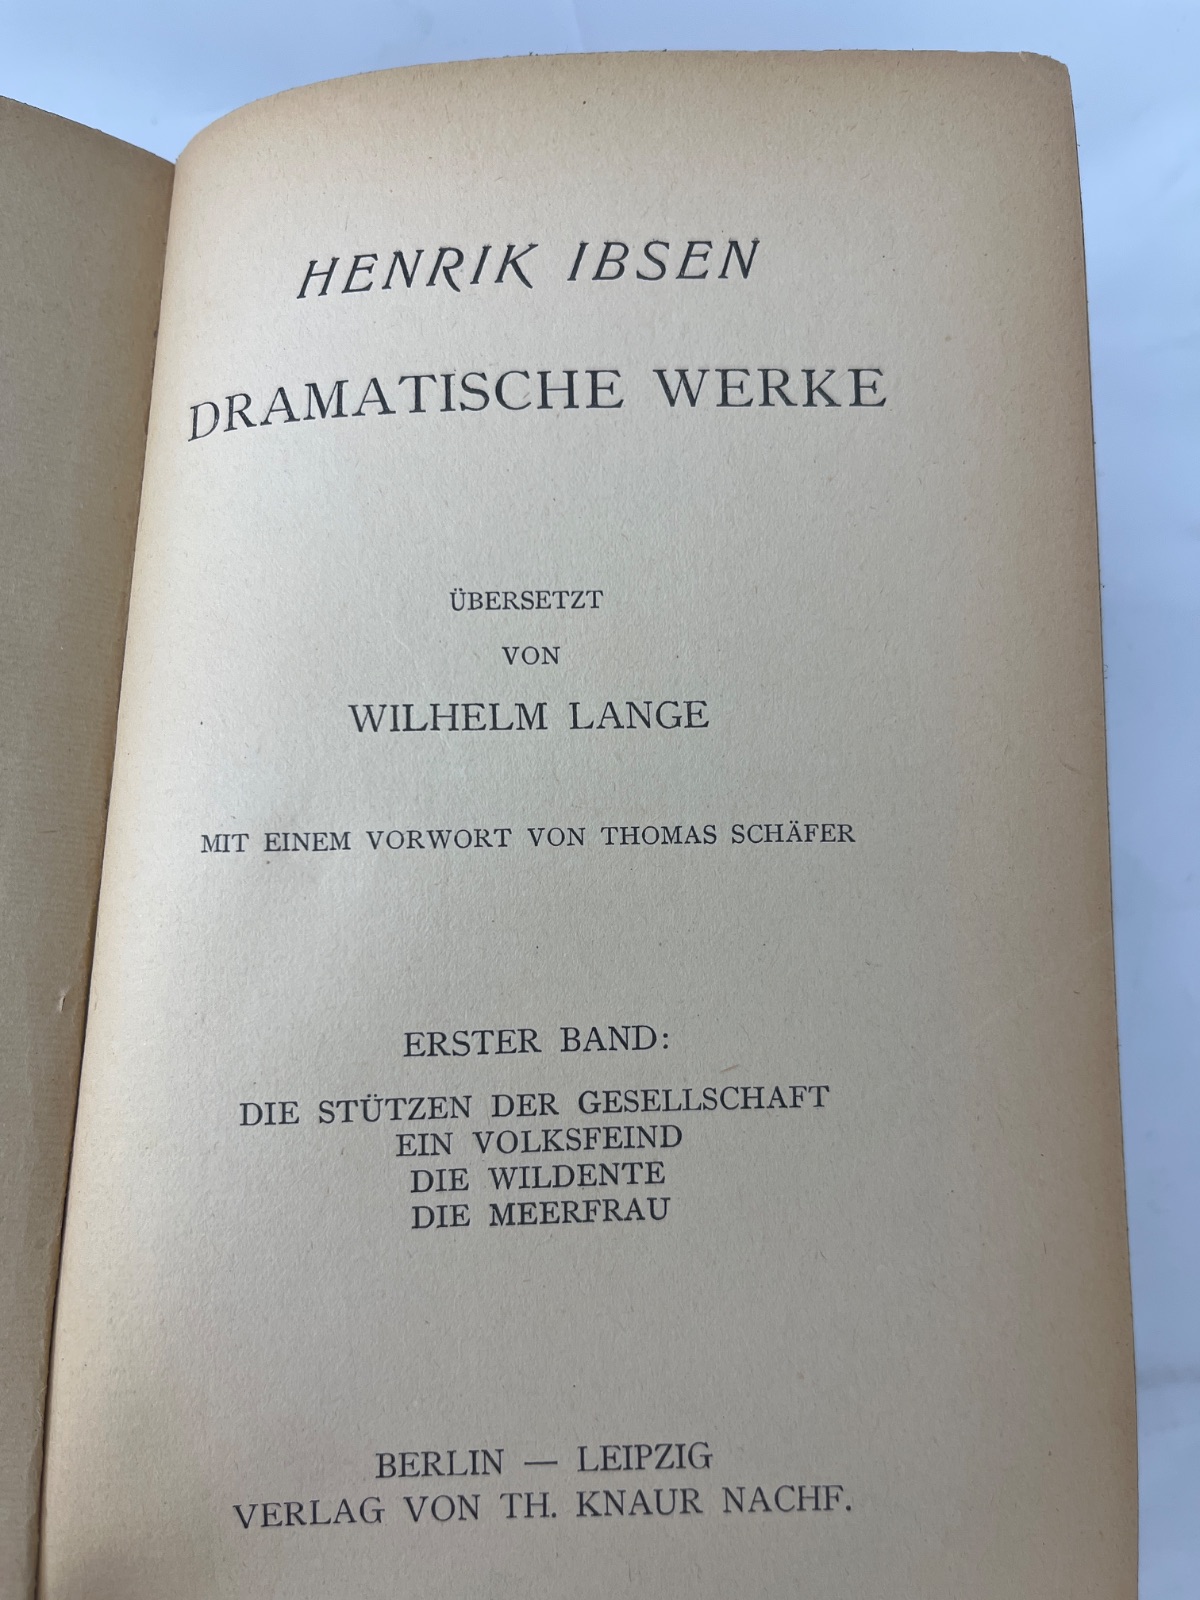 HENRIK IBSEN
DRAMATISCHE WERKE
ÜBERSETZT
VON
WILHELM LANGE
MIT EINEM VORWORT VON THOMAS SCHÄFER
ERSTER BAND:
DIE STÜTZEN DER GESELLSCHAFT
EIN VOLKSFEIND
DIE WILDENTE
DIE MEERFRAU
BERLIN — LEIPZIG
VERLAG VON TH. KNAUR NACHF.